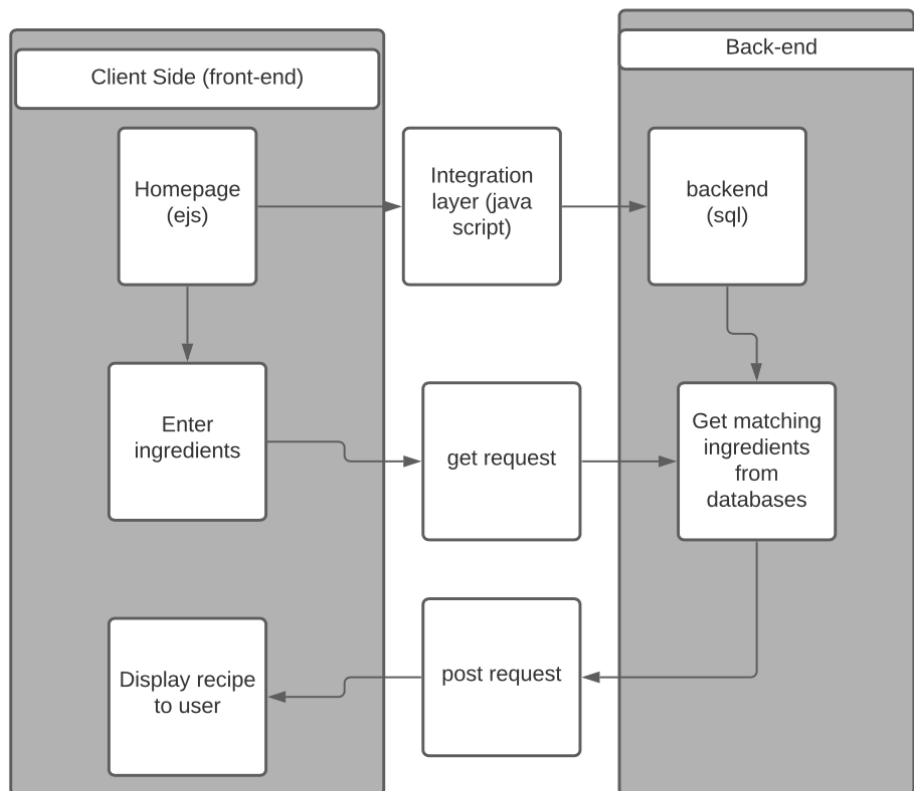 Client Side (front-end)
Back-end
Homepage
(ejs)
Integration
layer (java
script)
backend
(sql)
Enter
ingredients
get request
Get matching
ingredients
from
databases
Display recipe
to user
post request